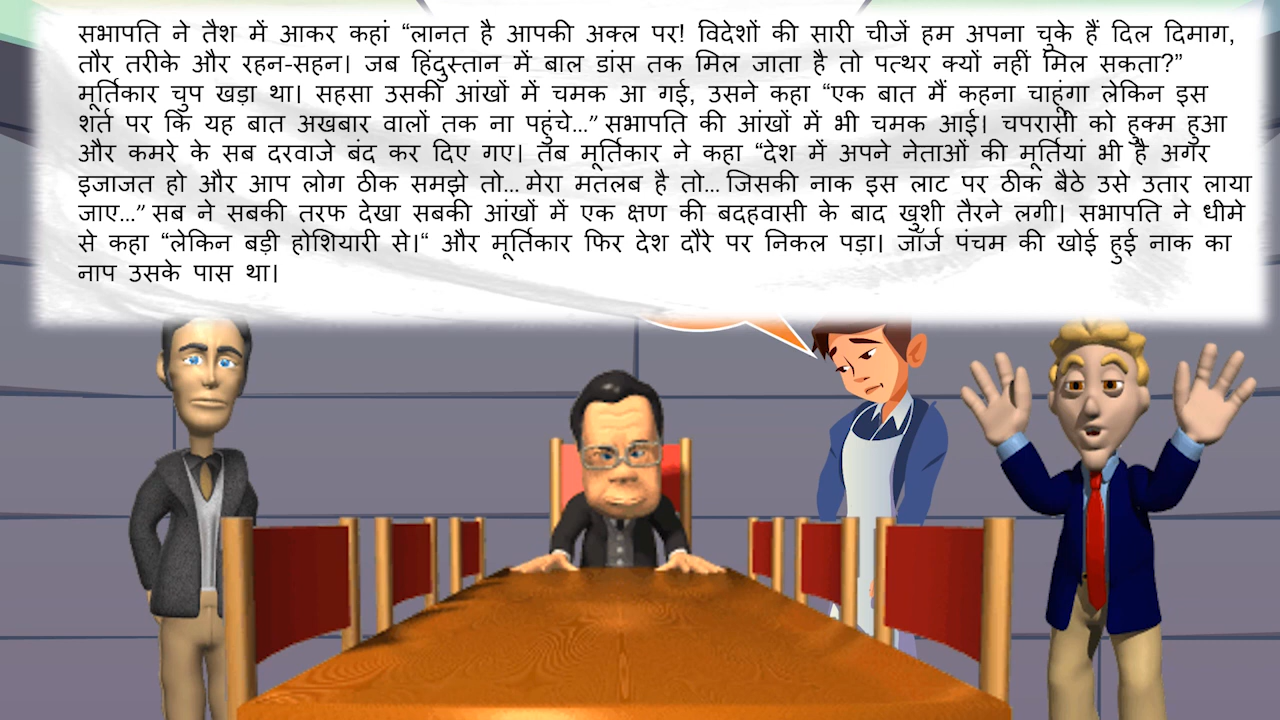 सभापति ने तैश में आकर कहां “लानत है आपकी अक्ल पर! विदेशों की सारी चीजें हम अपना चुके हैं दिल दिमाग,
तौर तरीके और रहन-सहन। जब हिंदुस्तान में बाल डांस तक मिल जाता है तो पत्थर क्यों नहीं मिल सकता?”
मूर्तिकार चुप खड़ा था। सहसा उसकी आंखों में चमक आ गई, उसने कहा “एक बात मैं कहना चाहूंगा लेकिन इस
शर्त पर कि यह बात अखबार वालों तक ना पहुंचे...” सभापति की आंखों में भी चमक आई। चपरासी को हुक्म हुआ
और कमरे के सब दरवाजे बंद कर दिए गए। तब मूर्तिकार ने कहा “देश में अपने नेताओं की मूर्तियां भी है अगर
इजाजत हो और आप लोग ठीक समझे तो... मेरा मतलब है तो... जिसकी नाक इस लाट पर ठीक बैठे उसे उतार लाया
जाए...” सब ने सबकी तरफ देखा सबकी आंखों में एक क्षण की बदहवासी के बाद खुशी तैरने लगी। सभापति ने धीमे
से कहा “लेकिन बड़ी होशियारी से।“ और मूर्तिकार फिर देश दौरे पर निकल पड़ा। जॉर्ज पंचम की खोई हुई नाक का
नाप उसके पास था।